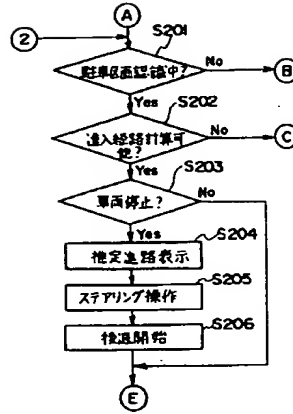 A
2
S201
駐車区画認識中?
No
B
Yes
S202
進入経路計算可
能?
No
C
Yes
S203
車両停止?
No
Yes
S204
推定進路表示
S205
ステアリング操作
S206
後退開始
E